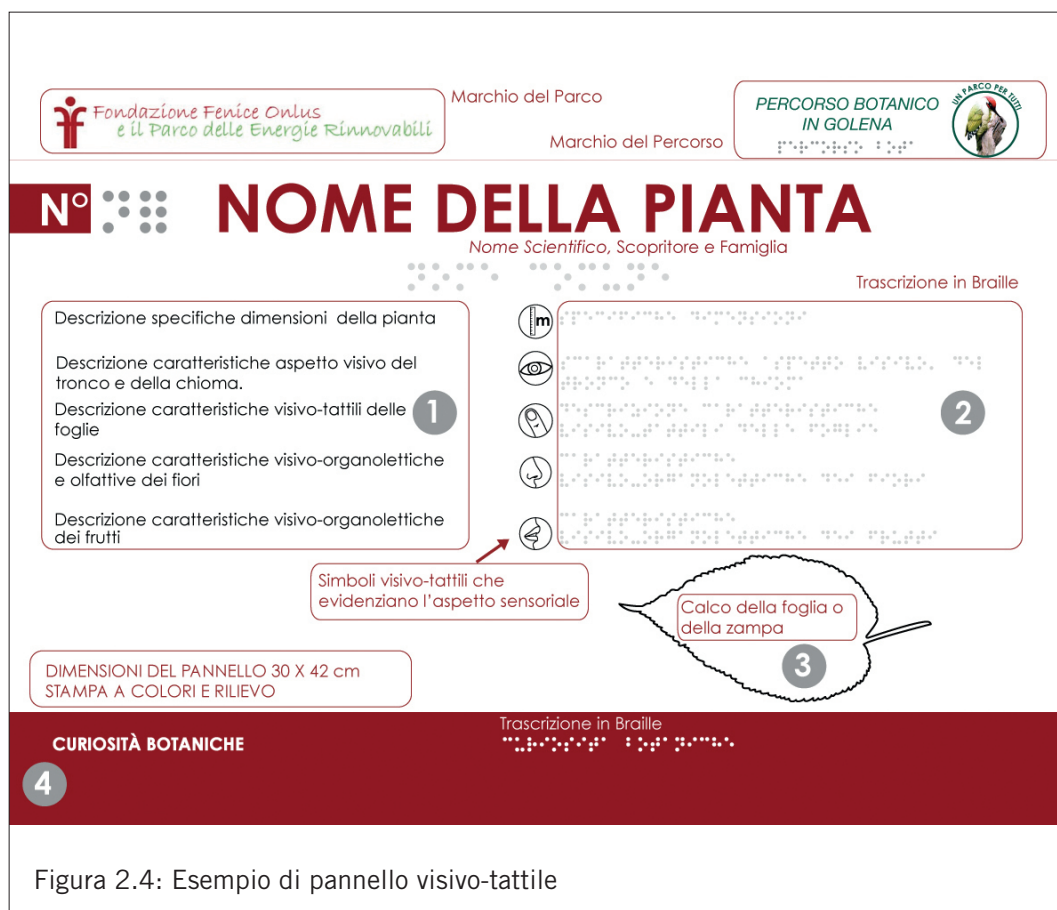 Fondazione Fenice Onlus
e il Parco delle Energie Rinnovabili
Marchio del Parco
Marchio del Percorso
PERCORSO BOTANICO
IN GOLENA
UN PARCO PER TUTTI
N°
NOME DELLA PIANTA
Nome Scientifico, Scopritore e Famiglia
Trascrizione in Braille
Descrizione specifiche dimensioni della pianta
m
Descrizione caratteristiche aspetto visivo del
tronco e della chioma.
Descrizione caratteristiche visivo-tattili delle
foglie
1
2
Descrizione caratteristiche visivo-organolettiche
e olfattive dei fiori
Descrizione caratteristiche visivo-organolettiche
dei frutti
Simboli visivo-tattili che
evidenziano l'aspetto sensoriale
Calco della foglia o
della zampa
3
DIMENSIONI DEL PANNELLO 30 X 42 cm
STAMPA A COLORI E RILIEVO
Trascrizione in Braille
CURIOSITÀ BOTANICHE
4
Figura 2.4: Esempio di pannello visivo-tattile